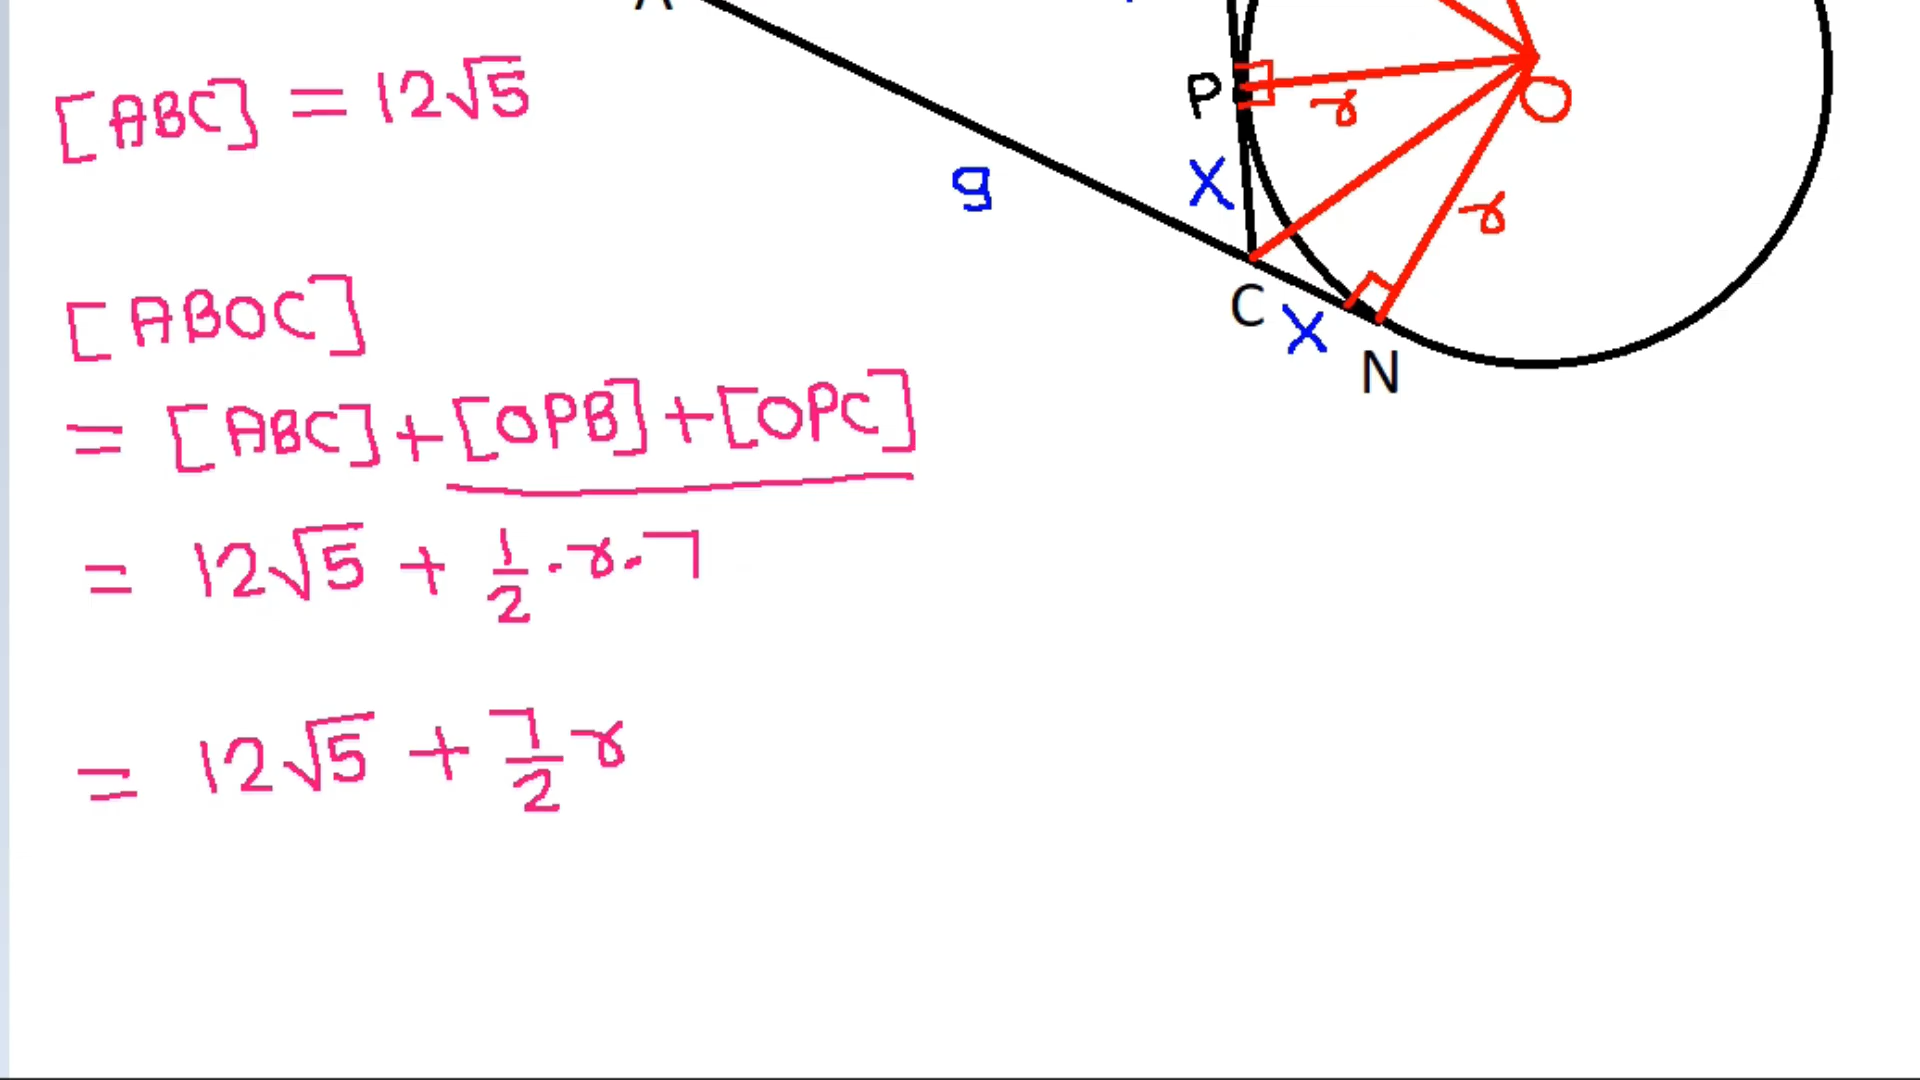 [ABC] = 12√5
P
r
O
X
r
9
C
X
N
[ABOC]
= [ABC] + [OPB] + [OPC]
= 12√5 + 1/2 · r · 7
= 12√5 + 7/2 r